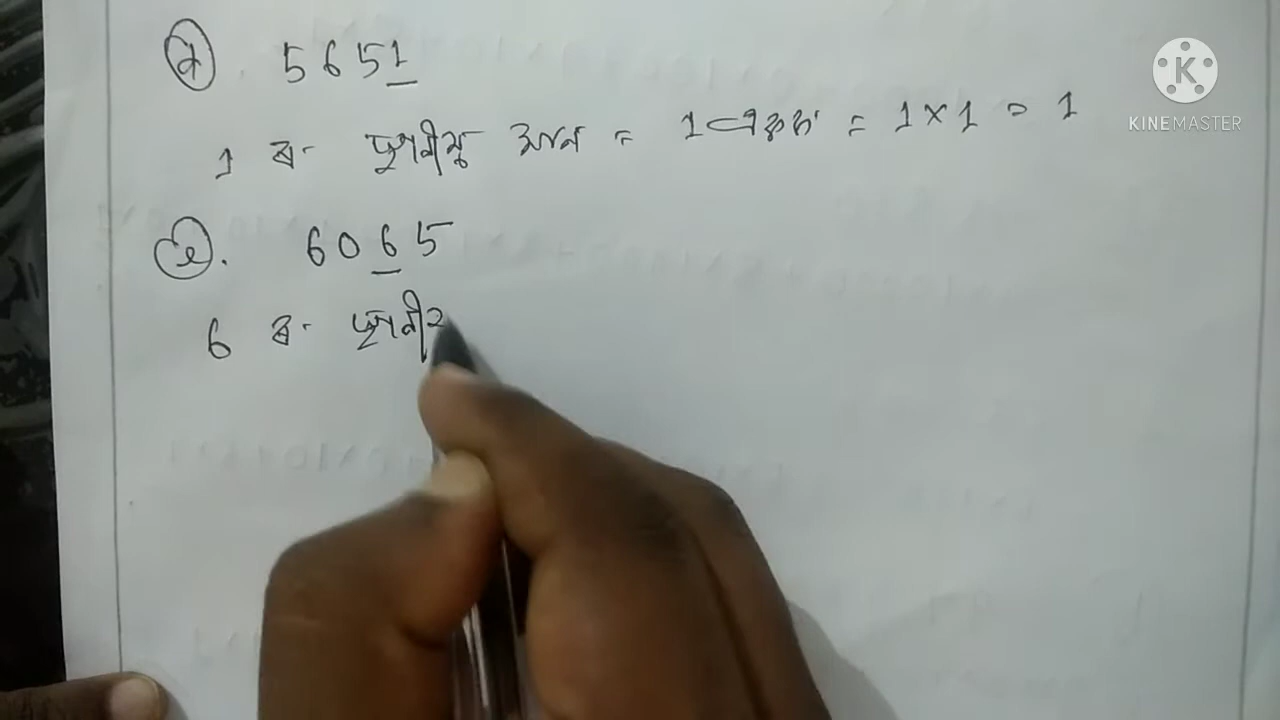 5651
KINEMASTER
1 ৰ স্থানীয় মান = 1 একক = 1 × 1 = 1
6065
6 ৰ